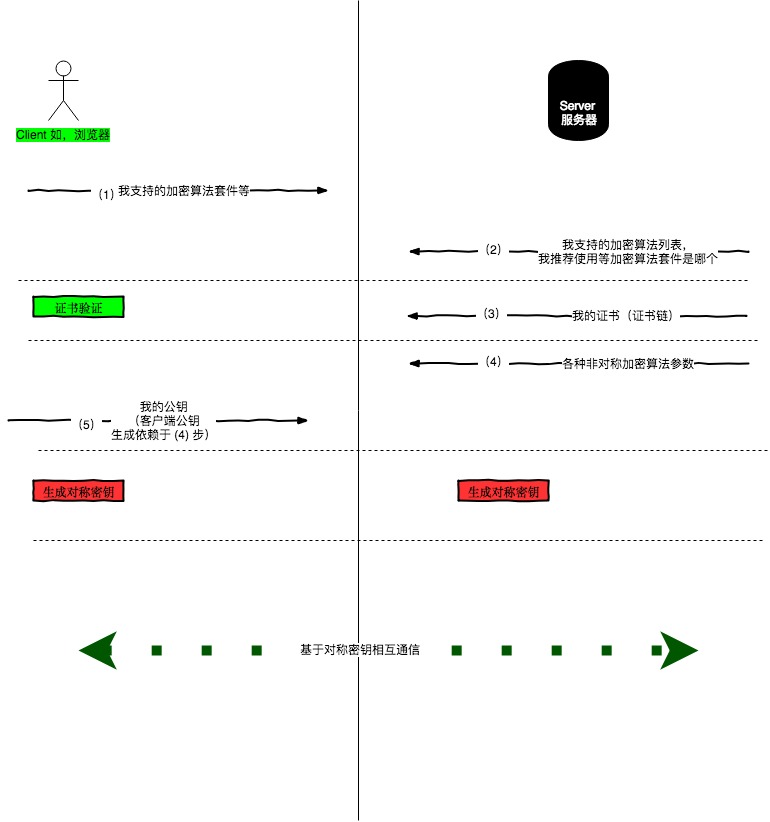 Client 如，浏览器
Server
服务器
（1）我支持的加密算法套件等
（2）
我支持的加密算法列表，
我推荐使用等加密算法套件是哪个
证书验证
（3）
我的证书（证书链）
（4）
各种非对称加密算法参数
（5）
我的公钥
（客户端公钥
生成依赖于 (4) 步）
生成对称密钥
生成对称密钥
基于对称密钥相互通信